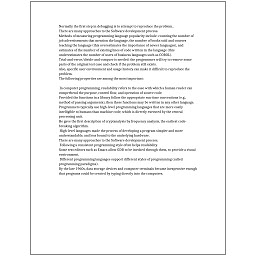 Normally the first step in debugging is to attempt to reproduce the problem.
There are many approaches to the Software development process.
Methods of measuring programming language popularity include: counting the number of
job advertisements that mention the language, the number of books sold and courses
teaching the language (this overestimates the importance of newer languages), and
estimates of the number of existing lines of code written in the language (this
underestimates the number of users of business languages such as COBOL).
Trial-and-error/divide-and-conquer is needed: the programmer will try to remove some
parts of the original test case and check if the problem still exists.
Also, specific user environment and usage history can make it difficult to reproduce the
problem.
The following properties are among the most important:
In computer programming, readability refers to the ease with which a human reader can
comprehend the purpose, control flow, and operation of source code.
Provided the functions in a library follow the appropriate run-time conventions (e.g.,
method of passing arguments), then these functions may be written in any other language.
Programmers typically use high-level programming languages that are more easily
intelligible to humans than machine code, which is directly executed by the central
processing unit.
He gave the first description of cryptanalysis by frequency analysis, the earliest code-
breaking algorithm.
High-level languages made the process of developing a program simpler and more
understandable, and less bound to the underlying hardware.
There are many approaches to the Software development process.
Following a consistent programming style often helps readability.
Some text editors such as Emacs allow GDB to be invoked through them, to provide a visual
environment.
Different programming languages support different styles of programming (called
programming paradigms).
By the late 1960s, data storage devices and computer terminals became inexpensive enough
that programs could be created by typing directly into the computers.